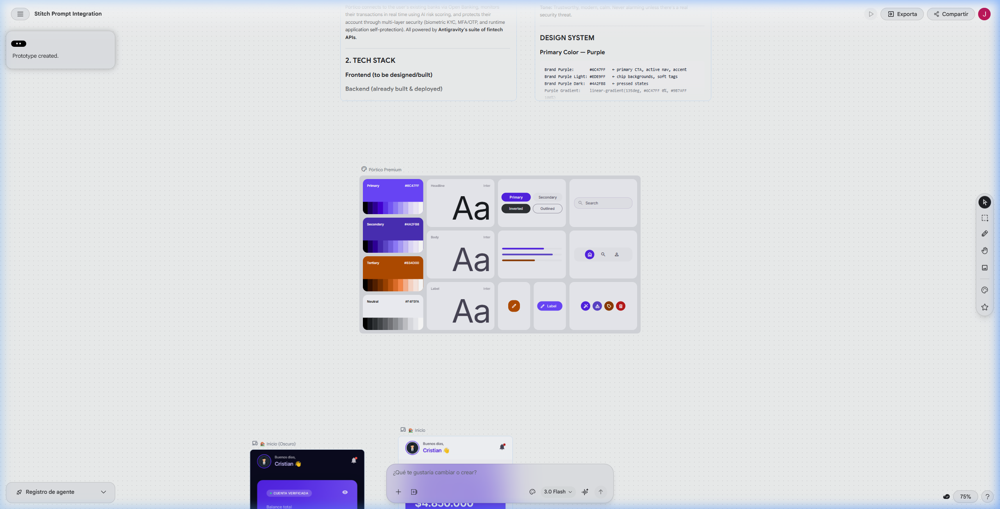 Stitch Prompt Integration
Exporta
Compartir
J
Prototype created.
Pórtico connects to the user's existing banks via Open Banking, monitors
their transactions in real time using AI risk scoring, and protects their
account through multi-layer security (biometric KYC, MFA/OTP, and runtime
application self-protection). All powered by Antigravity's suite of fintech
APIs.
2. TECH STACK
Frontend (to be designed/built)
Backend (already built & deployed)
Tone: Trustworthy, modern, calm. Never alarming unless there's a real
security threat.
DESIGN SYSTEM
Primary Color — Purple
Brand Purple: #6C47FF ← primary CTA, active nav, accent
Brand Purple Light: #EDE9FF ← chip backgrounds, soft tags
Brand Purple Dark: #4A2FB8 ← pressed states
Purple Gradient: linear-gradient(135deg, #6C47FF 0%, #9B7AFF
100%)
Pórtico Premium
Primary #6C47FF
Secondary #4A2FB8
Tertiary #B34D00
Neutral #F4F5FA
Headline Inter
Aa
Body Inter
Aa
Label Inter
Aa
Primary Secondary
Inverted Outlined
Search
Label
Inicio (Oscuro)
Buenos días,
Cristian
CUENTA VERIFICADA
Balance total
Inicio
Buenos días,
Cristian
$4.850.000
¿Qué te gustaría cambiar o crear?
3.0 Flash
Registro de agente
75%
?